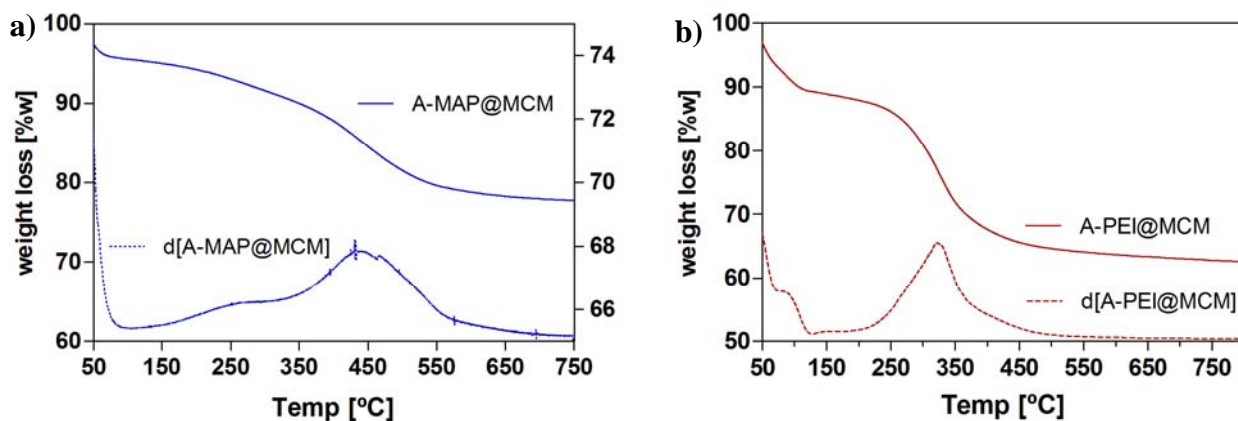 a)
weight loss [%w]
100
90
80
70
60
74
72
70
68
66
A-MAP@MCM
d[A-MAP@MCM]
50 150 250 350 450 550 650 750
Temp [ºC]
b)
weight loss [%w]
100
90
80
70
60
50
A-PEI@MCM
d[A-PEI@MCM]
50 150 250 350 450 550 650 750
Temp [ºC]